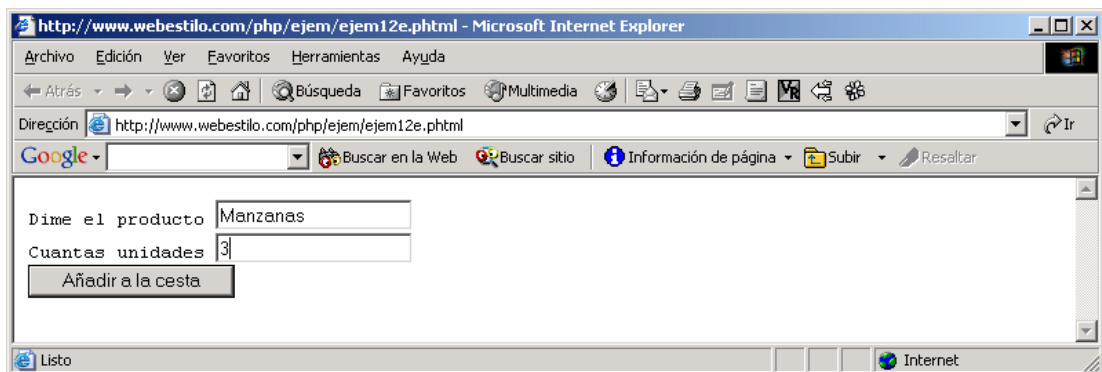 http://www.webestilo.com/php/ejem/ejem12e.phtml - Microsoft Internet Explorer
Archivo Edición Ver Favoritos Herramientas Ayuda
Atrás Búsqueda Favoritos Multimedia
Dirección http://www.webestilo.com/php/ejem/ejem12e.phtml Ir
Google Buscar en la Web Buscar sitio Información de página Subir Resaltar
Dime el producto Manzanas
Cuantas unidades 3
Añadir a la cesta
Listo Internet